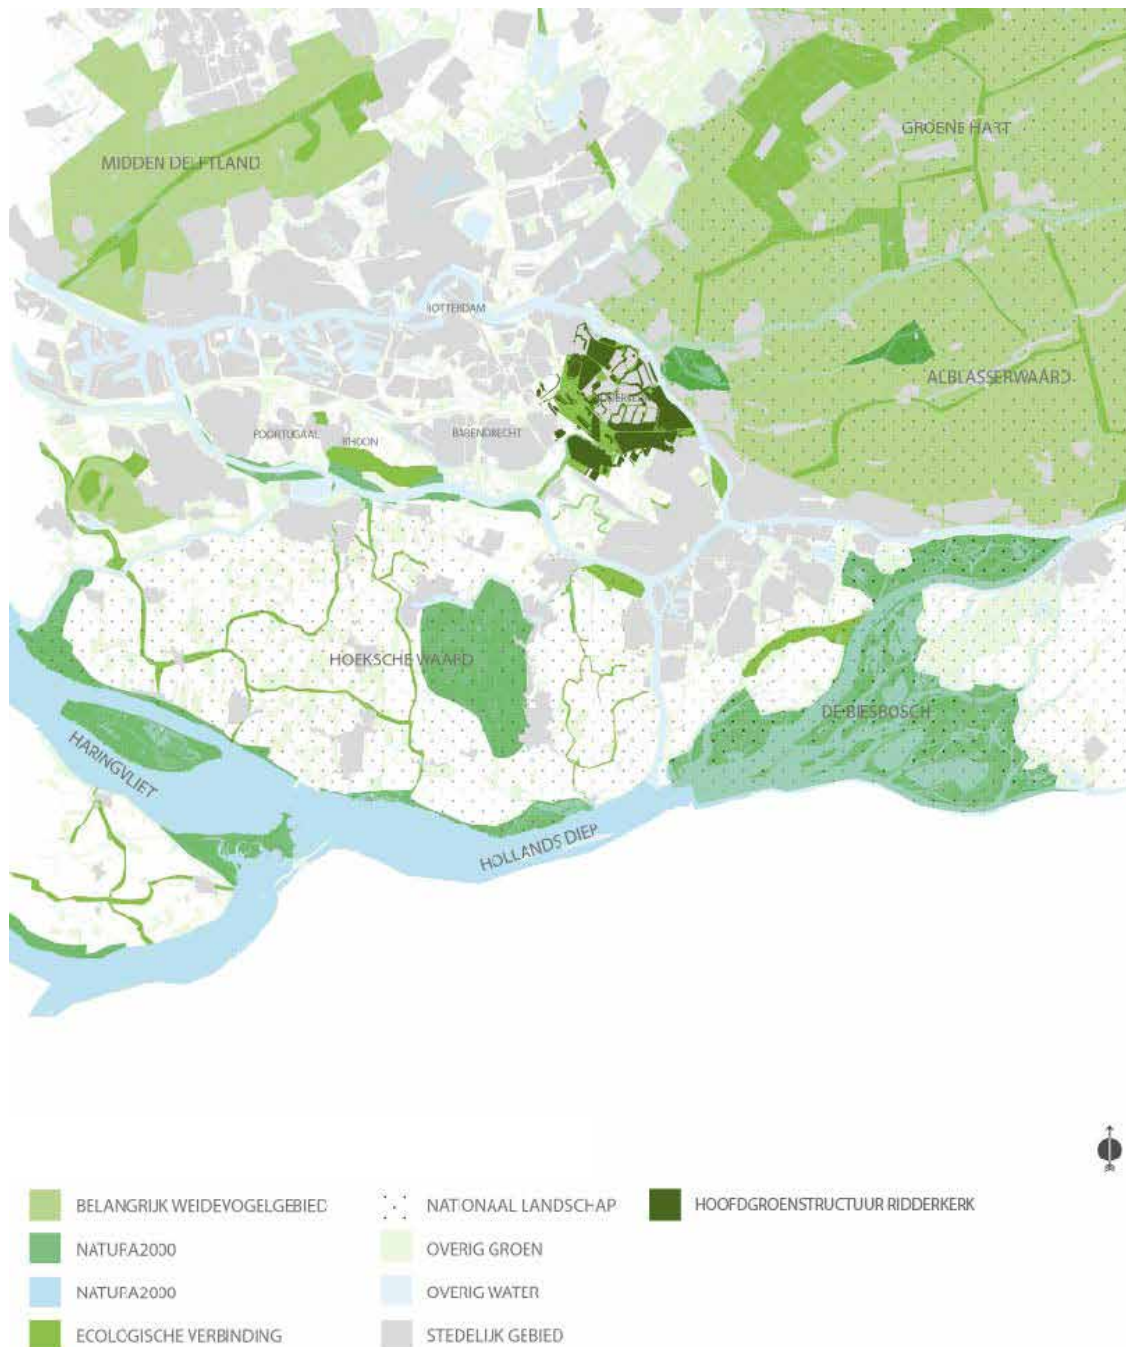 GROENE HART
MIDDEN DELFTLAND
ROTTERDAM
ALBLASSERWAARD
RIDDERKERK
POORTUGAAL
RHOON
BARENDRECHT
HOEKSCHE WAARD
DE BIESBOSCH
HARINGVLIET
HOLLANDS DIEP
BELANGRIJK WEIDEVOGELGEBIED
NATIONAAL LANDSCHAP
HOOFDGROENSTRUCTUUR RIDDERKERK
NATURA2000
OVERIG GROEN
NATURA2000
OVERIG WATER
ECOLOGISCHE VERBINDING
STEDELIJK GEBIED